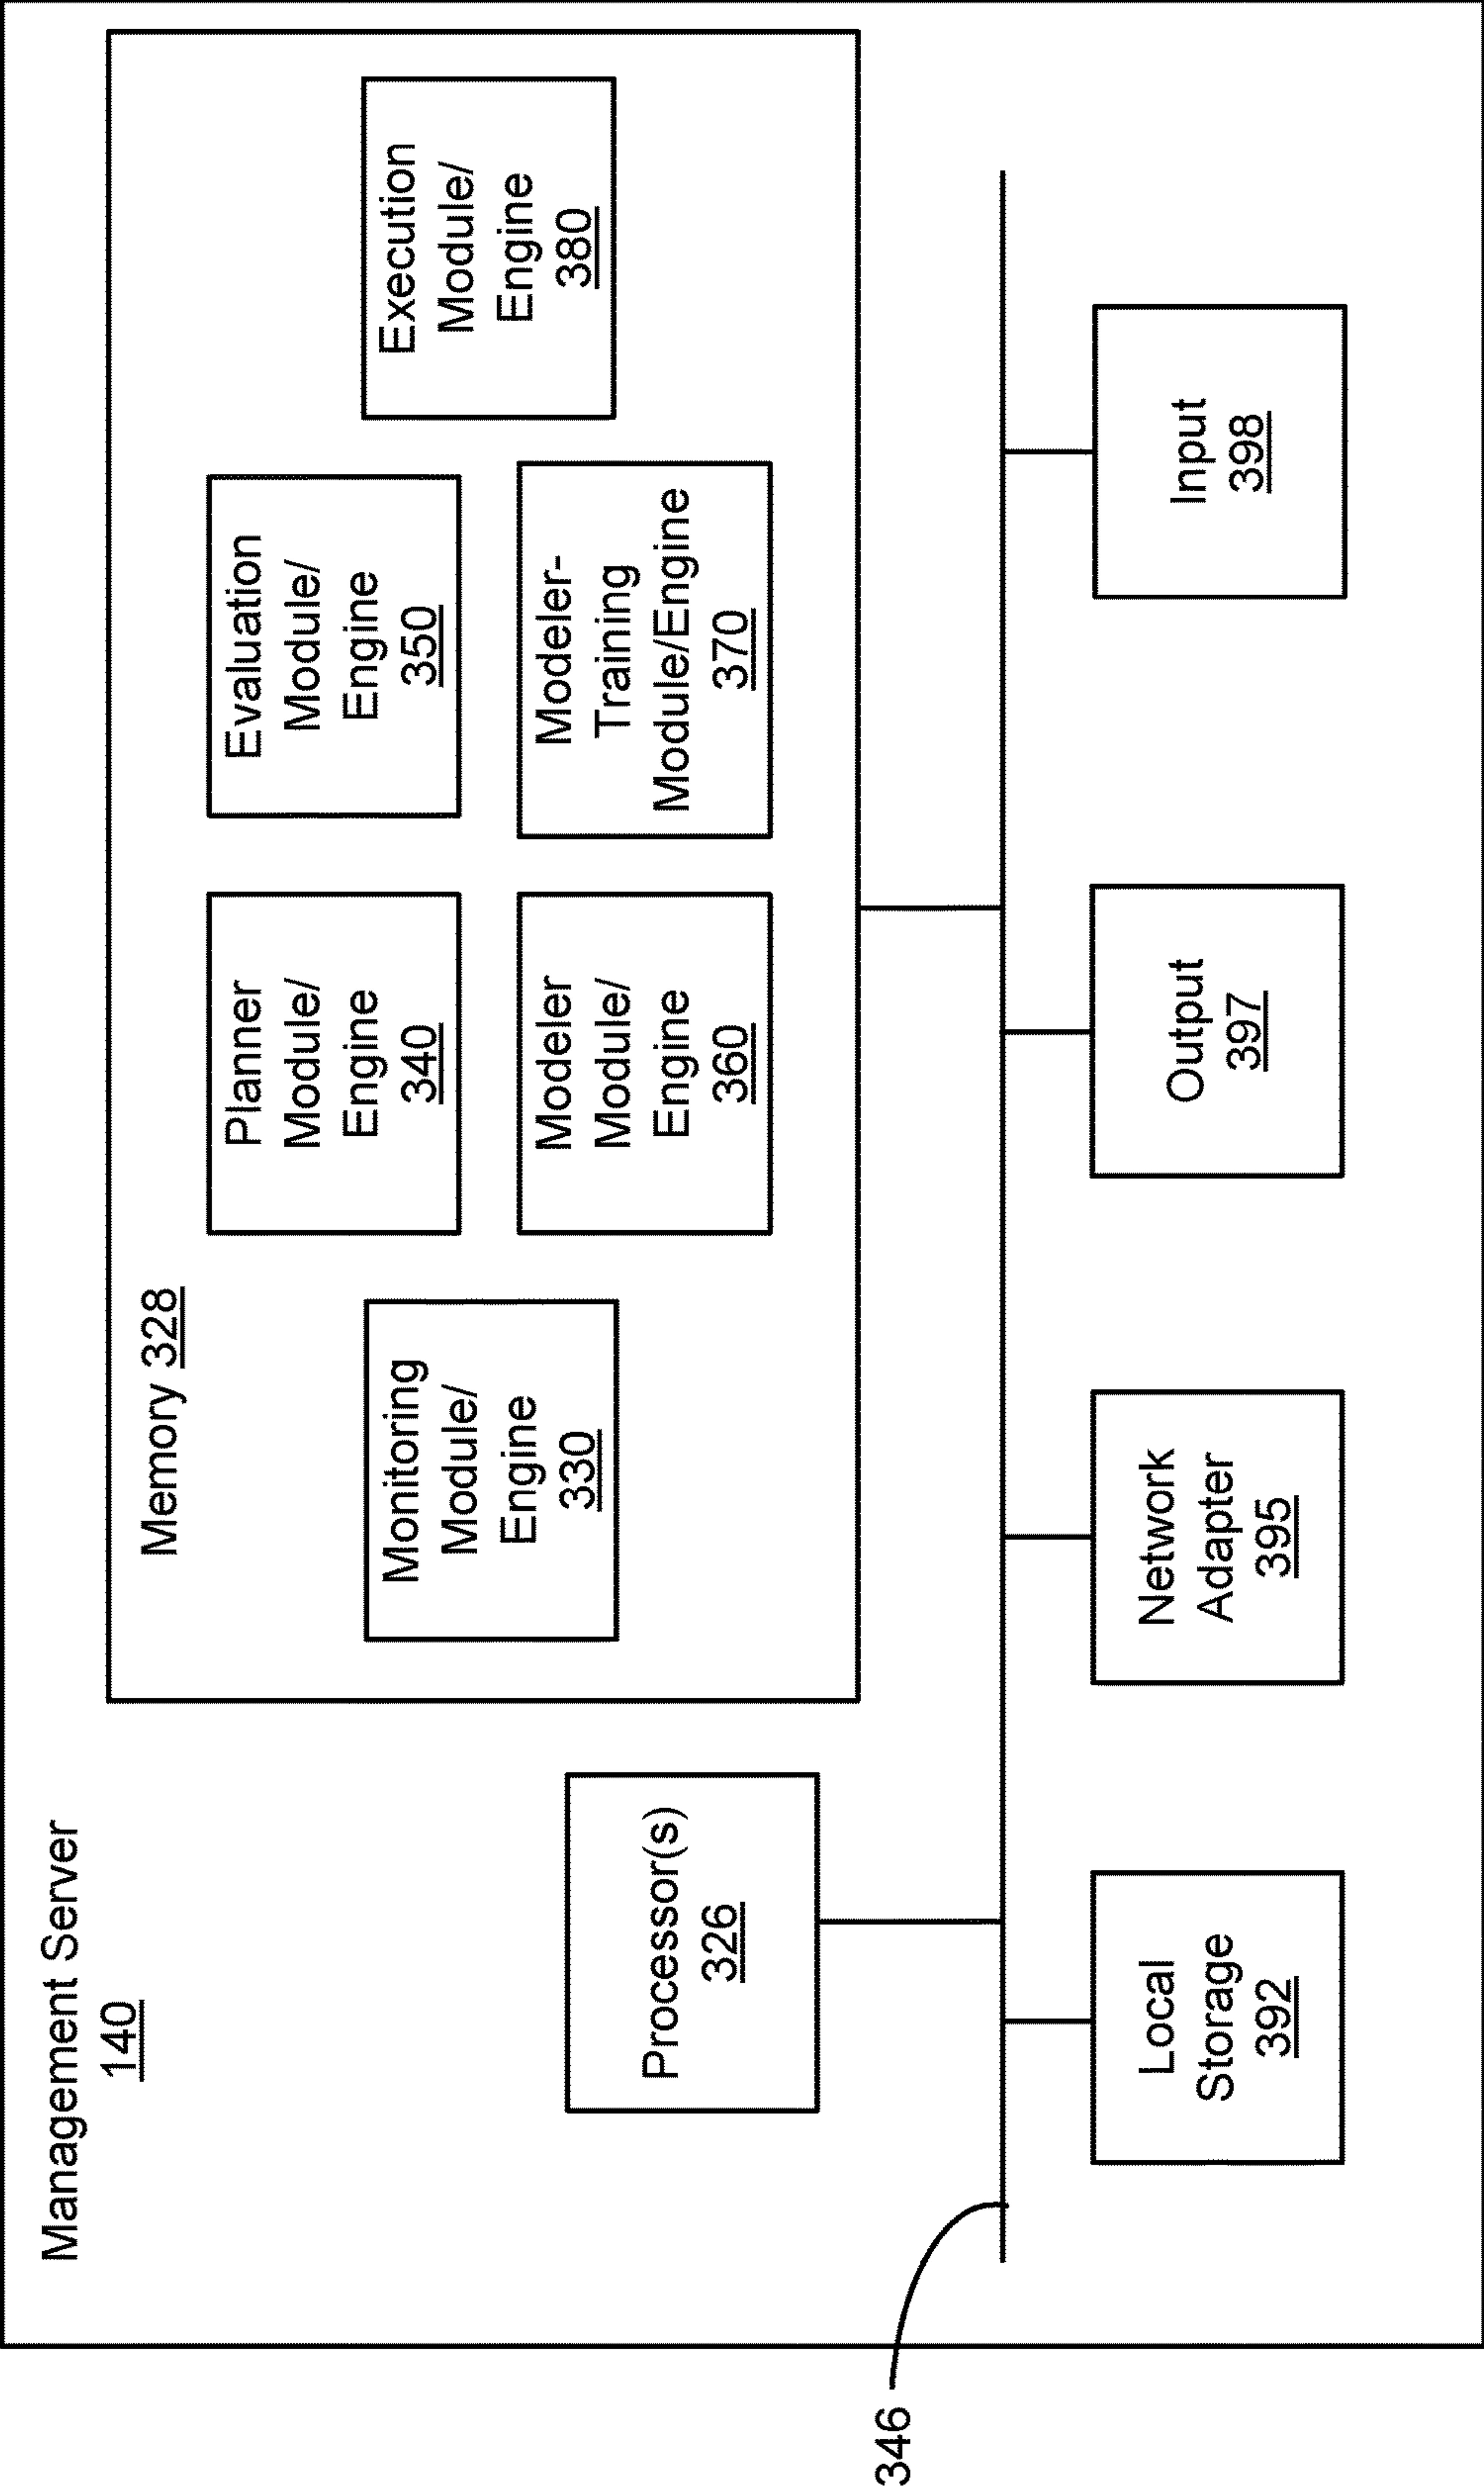 Management Server
140
Memory 328
Monitoring
Module/
Engine
330
Planner
Module/
Engine
340
Evaluation
Module/
Engine
350
Modeler
Module/
Engine
360
Modeler-
Training
Module/Engine
370
Execution
Module/
Engine
380
Processor(s)
326
346
Local
Storage
392
Network
Adapter
395
Output
397
Input
398